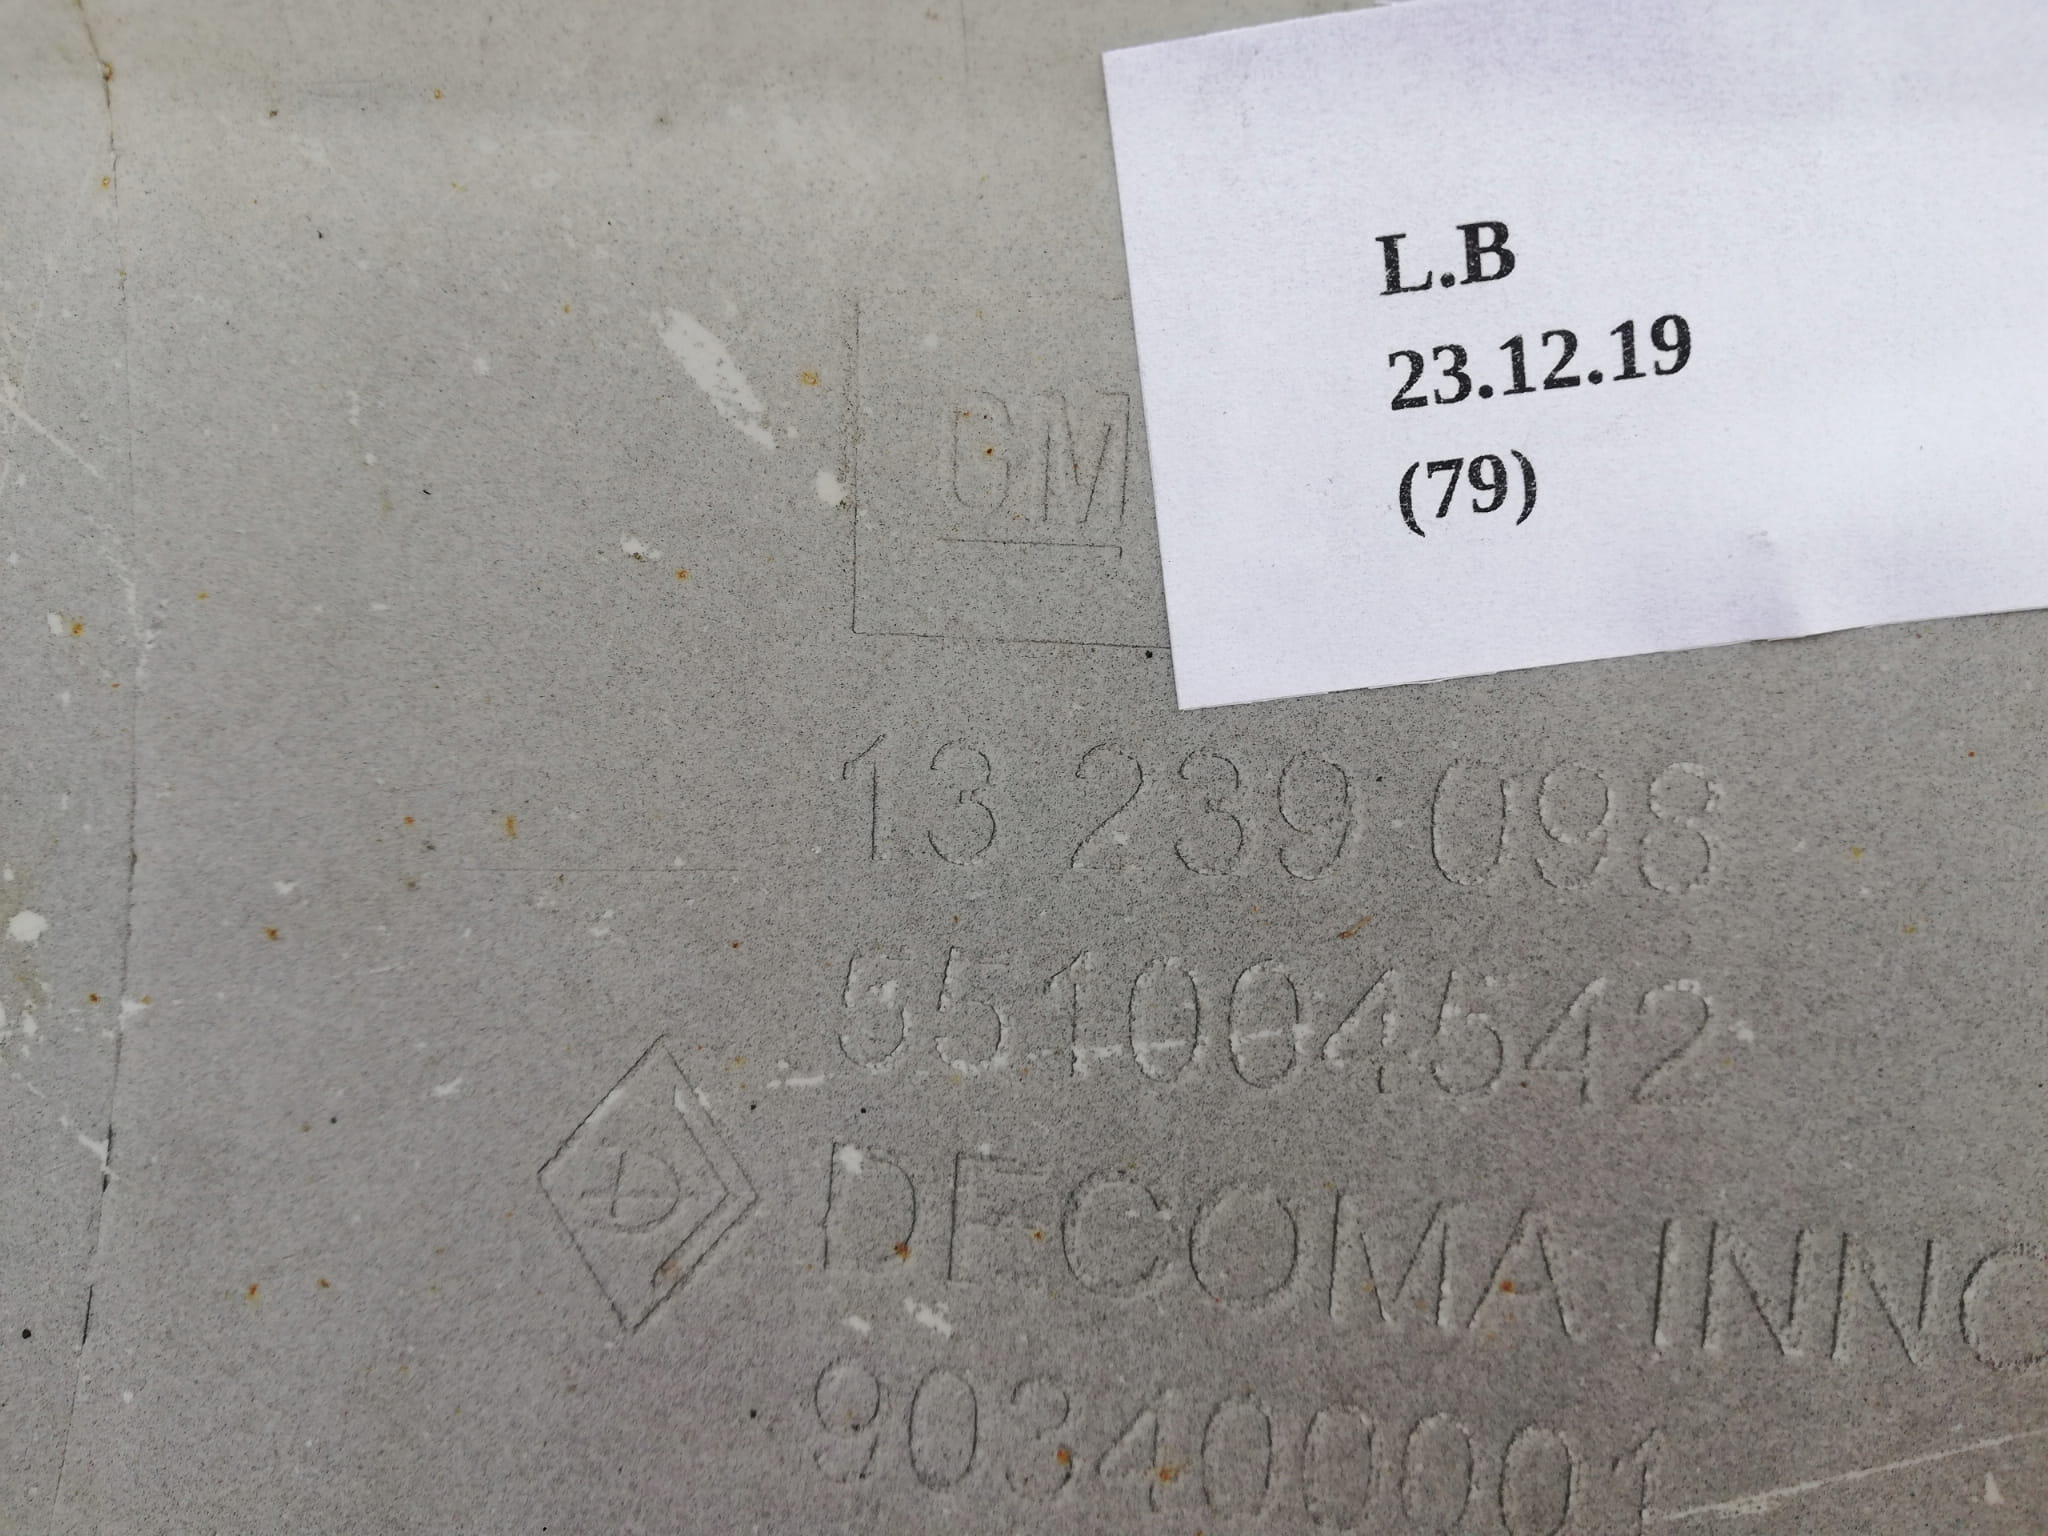 L.B
23.12.19
(79)
GM
13 239 098
551004542
DECOMA INNO
903400001